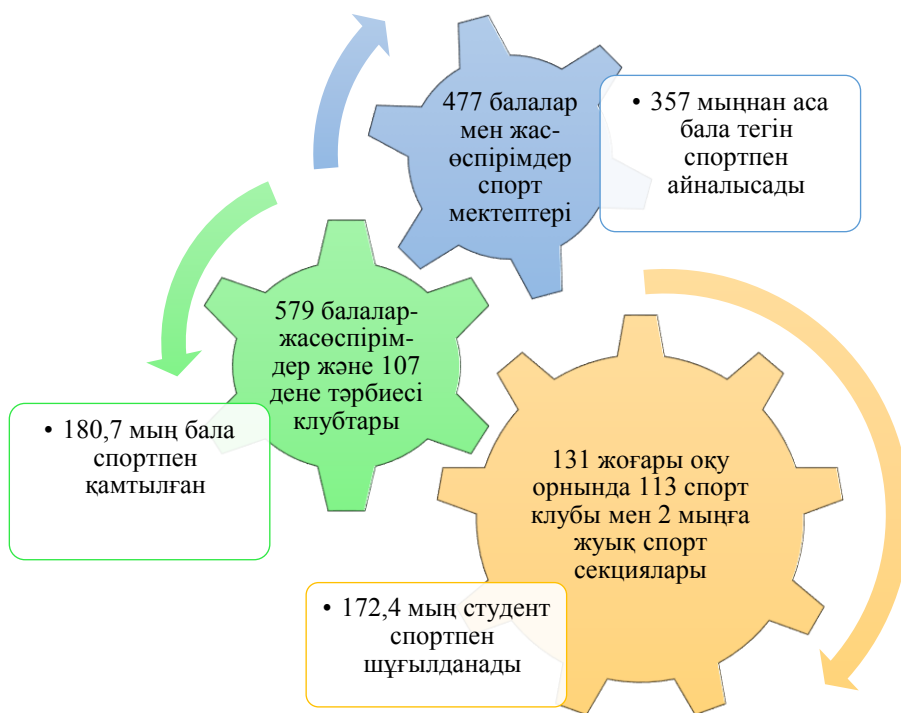 477 балалар
мен жас-
өспірімдер
спорт
мектептері
• 357 мыңнан аса
бала тегін
спортпен
айналысады
579 балалар-
жасөспірім-
дер және 107
дене тәрбиесі
клубтары
• 180,7 мың бала
спортпен
қамтылған
131 жоғары оқу
орнында 113 спорт
клубы мен 2 мыңға
жуық спорт
секциялары
• 172,4 мың студент
спортпен
шұғылданады